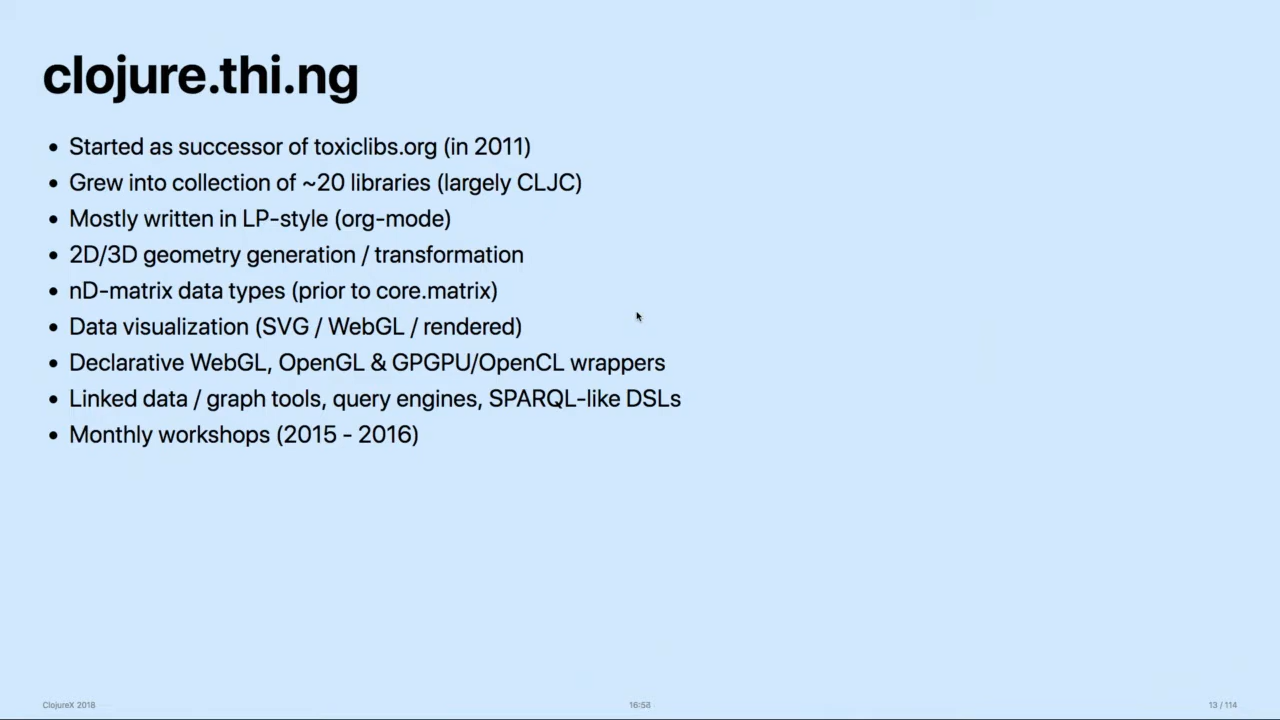 clojure.thi.ng
• Started as successor of toxiclibs.org (in 2011)
• Grew into collection of ~20 libraries (largely CLJC)
• Mostly written in LP-style (org-mode)
• 2D/3D geometry generation / transformation
• nD-matrix data types (prior to core.matrix)
• Data visualization (SVG / WebGL / rendered)
• Declarative WebGL, OpenGL & GPGPU/OpenCL wrappers
• Linked data / graph tools, query engines, SPARQL-like DSLs
• Monthly workshops (2015 - 2016)
ClojureX 2018
13 / 114